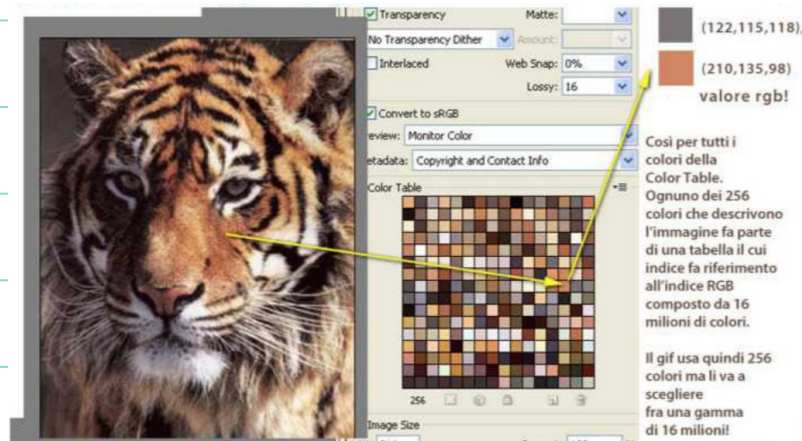 Transparency Matte:
No Transparency Dither Amount:
Interlaced Web Snap: 0%
Lossy: 16
Convert to sRGB
review: Monitor Color
etadata: Copyright and Contact Info
Color Table
256
Image Size
(122,115,118),
(210,135,98)
valore rgb!
Così per tutti i
colori della
Color Table.
Ognuno dei 256
colori che descrivono
l'immagine fa parte
di una tabella il cui
indice fa riferimento
all'indice RGB
composto da 16
milioni di colori.
Il gif usa quindi 256
colori ma li va a
scegliere
fra una gamma
di 16 milioni!